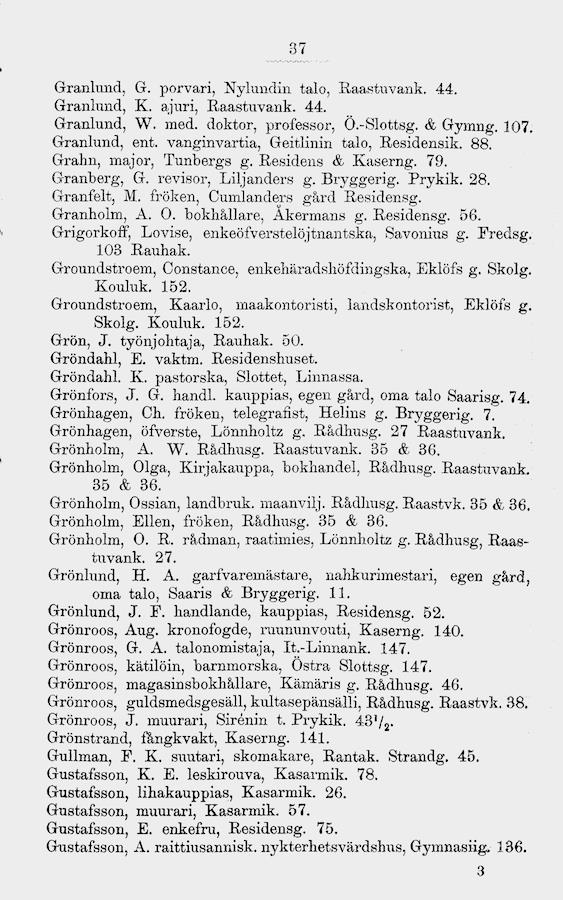 37
Granlund, G. porvari, Nylundin talo, Raastuvank. 44.
Granlund, K. ajuri, Raastuvank. 44.
Granlund, W. med. doktor, professor, Ö.-Slottsg. & Gymng. 107.
Granlund, ent. vanginvartia, Geitlinin talo, Residensik. 88.
Grahn, major, Tunbergs g. Residens & Kaserng. 79.
Granberg, G. revisor, Liljanders g. Bryggerig. Prykik. 28.
Granfelt, M. fröken, Cumlanders gård Residensg.
Granholm, A. O. bokhållare, Åkermans g. Residensg. 56.
Grigorkoff, Lovise, enkeöfverstelöjtnantska, Savonius g. Fredsg.
103 Rauhak.
Groundstroem, Constance, enkehäradshöfdingska, Eklöfs g. Skolg.
Kouluk. 152.
Groundstroem, Kaarlo, maakontoristi, landskontorist, Eklöfs g.
Skolg. Kouluk. 152.
Grön, J. työnjohtaja, Rauhak. 50.
Gröndahl, E. vaktm. Residenshuset.
Gröndahl. K. pastorska, Slottet, Linnassa.
Grönfors, J. G. handl. kauppias, egen gård, oma talo Saarisg. 74.
Grönhagen, Ch. fröken, telegrafist, Helins g. Bryggerig. 7.
Grönhagen, öfverste, Lönnholtz g. Rådhusg. 27 Raastuvank.
Grönholm, A. W. Rådhusg. Raastuvank. 35 & 36.
Grönholm, Olga, Kirjakauppa, bokhandel, Rådhusg. Raastuvank.
35 & 36.
Grönholm, Ossian, landbruk. maanvilj. Rådhusg. Raastvk. 35 & 36.
Grönholm, Ellen, fröken, Rådhusg. 35 & 36.
Grönholm, O. R. rådman, raatimies, Lönnholtz g. Rådhusg, Raas-
tuvank. 27.
Grönlund, H. A. garfvaremästare, nahkurimestari, egen gård,
oma talo, Saaris & Bryggerig. 11.
Grönlund, J. F. handlande, kauppias, Residensg. 52.
Grönroos, Aug. kronofogde, ruununvouti, Kaserng. 140.
Grönroos, G. A. talonomistaja, It.-Linnank. 147.
Grönroos, kätilöin, barnmorska, Östra Slottsg. 147.
Grönroos, magasinsbokhållare, Kämäris g. Rådhusg. 46.
Grönroos, guldsmedsgesäll, kultasepänsälli, Rådhusg. Raastvk. 38.
Grönroos, J. muurari, Sirénin t. Prykik. 43¹/₂.
Grönstrand, fångkvakt, Kaserng. 141.
Gullman, F. K. suutari, skomakare, Rantak. Strandg. 45.
Gustafsson, K. E. leskirouva, Kasarmik. 78.
Gustafsson, lihakauppias, Kasarmik. 26.
Gustafsson, muurari, Kasarmik. 57.
Gustafsson, E. enkefru, Residensg. 75.
Gustafsson, A. raittiusannisk. nykterhetsvärdshus, Gymnasiig. 136.
3